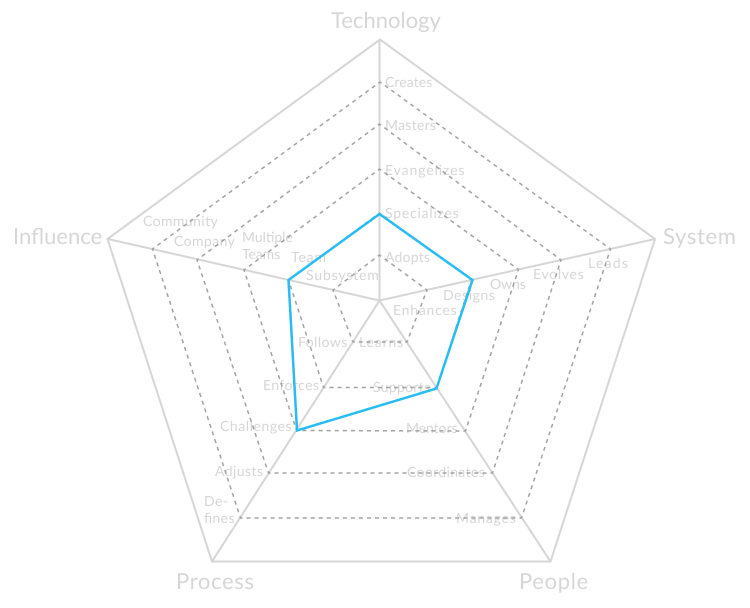 Technology
Creates
Masters
Evangelizes
Specializes
Adopts
Influence
Community
Company
Multiple
Teams
Team
Subsystem
System
Leads
Evolves
Owns
Designs
Enhances
Follows
Learns
Enforces
Supports
Challenges
Mentors
Adjusts
Coordinates
De-
fines
Manages
Process
People